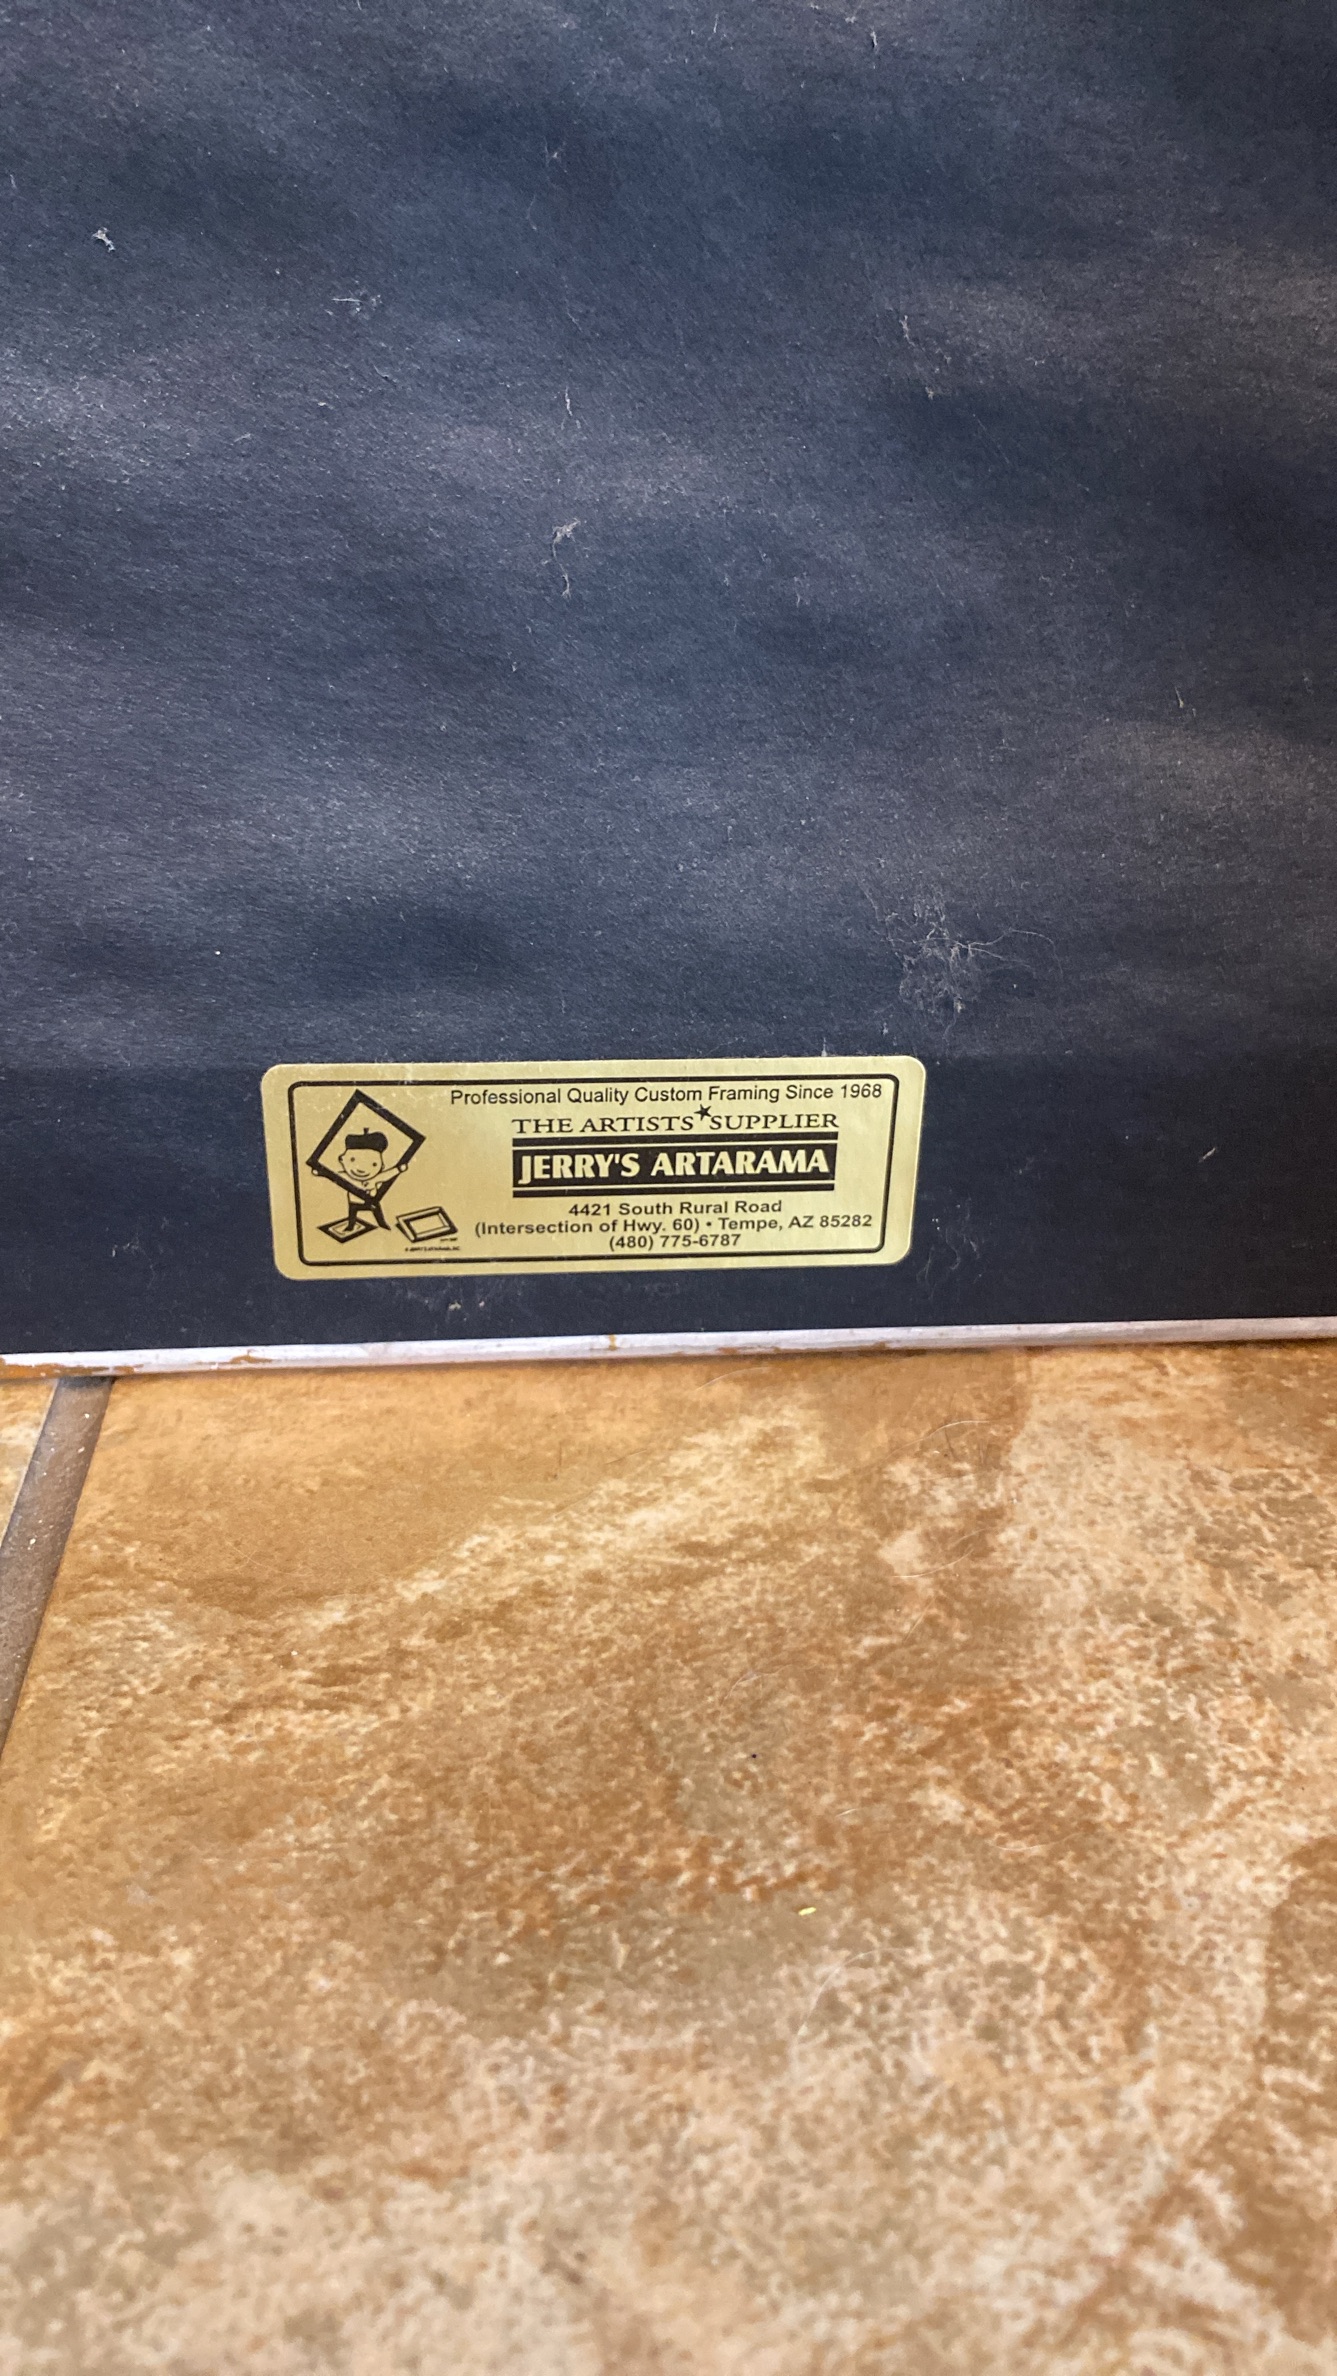 Professional Quality Custom Framing Since 1968
THE ARTISTS★SUPPLIER
JERRY'S ARTARAMA
4421 South Rural Road
(Intersection of Hwy. 60) • Tempe, AZ 85282
(480) 775-6787